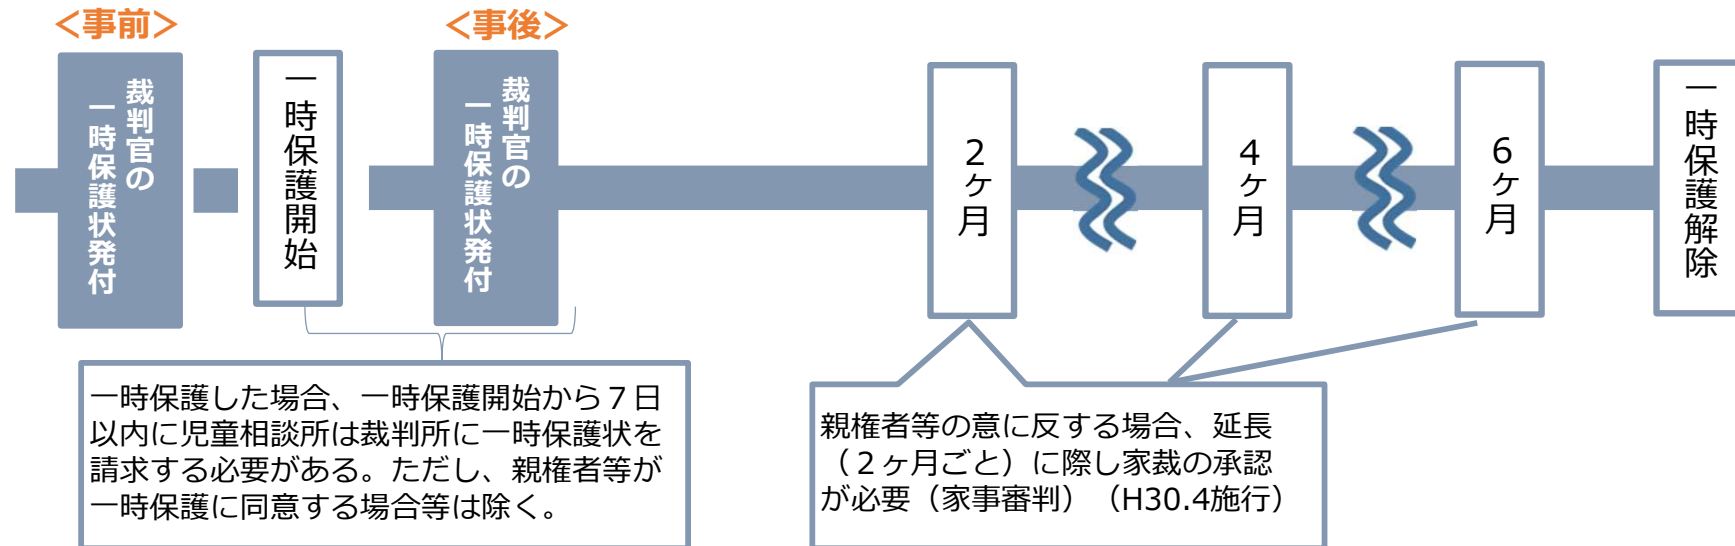 ＜事前＞
裁判官の
一時保護状発付
一時保護開始
＜事後＞
裁判官の
一時保護状発付
2ヶ月
4ヶ月
6ヶ月
一時保護解除
一時保護した場合、一時保護開始から７日
以内に児童相談所は裁判所に一時保護状を
請求する必要がある。ただし、親権者等が
一時保護に同意する場合等は除く。
親権者等の意に反する場合、延長
（２ヶ月ごと）に際し家裁の承認
が必要（家事審判）（H30.4施行）